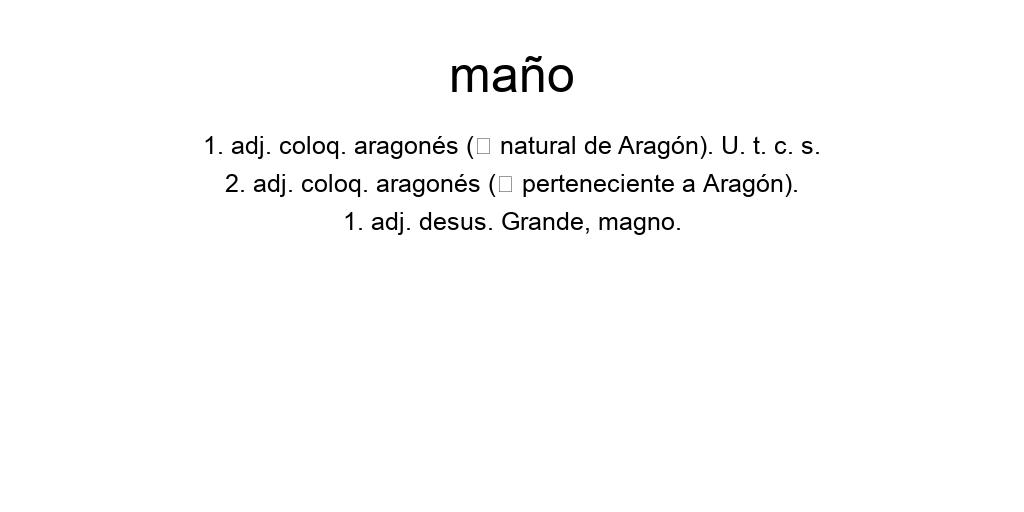 maño
1. adj. coloq. aragonés (▯ natural de Aragón). U. t. c. s.
2. adj. coloq. aragonés (▯ perteneciente a Aragón).
1. adj. desus. Grande, magno.